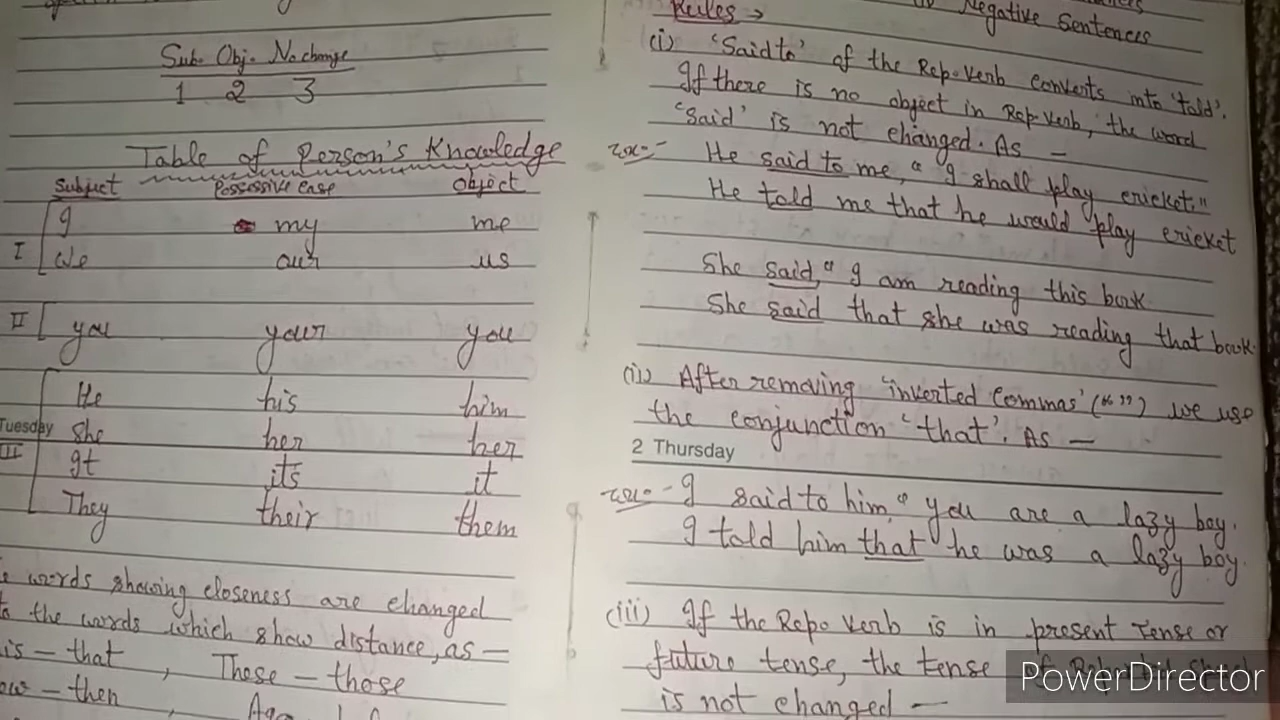 Sub. Obj. No change
1 2 3
Table of Person's Knowledge
Subject Possessive case Object
I my me
I We our us
II you your you
He his him
Tuesday
She her her
III It its it
They their them
words showing closeness are changed
the words which show distance, as —
is – that, These – those
ow – then,
Rules →
Negative Sentences
(i) 'Said to' of the Rep. Verb converts into 'told'.
If there is no object in Rep. Verb, the word
'Said' is not changed. As —
He said to me, "I shall play cricket."
He told me that he would play cricket
She said, "I am reading this book
She said that she was reading that book.
(ii) After removing 'inverted commas' (“ ”) we use
the conjunction 'that'. As —
2 Thursday
I said to him "you are a lazy boy.
I told him that he was a lazy boy.
(iii) If the Repo Verb is in present Tense or
future tense, the tense of
is not changed —
PowerDirector